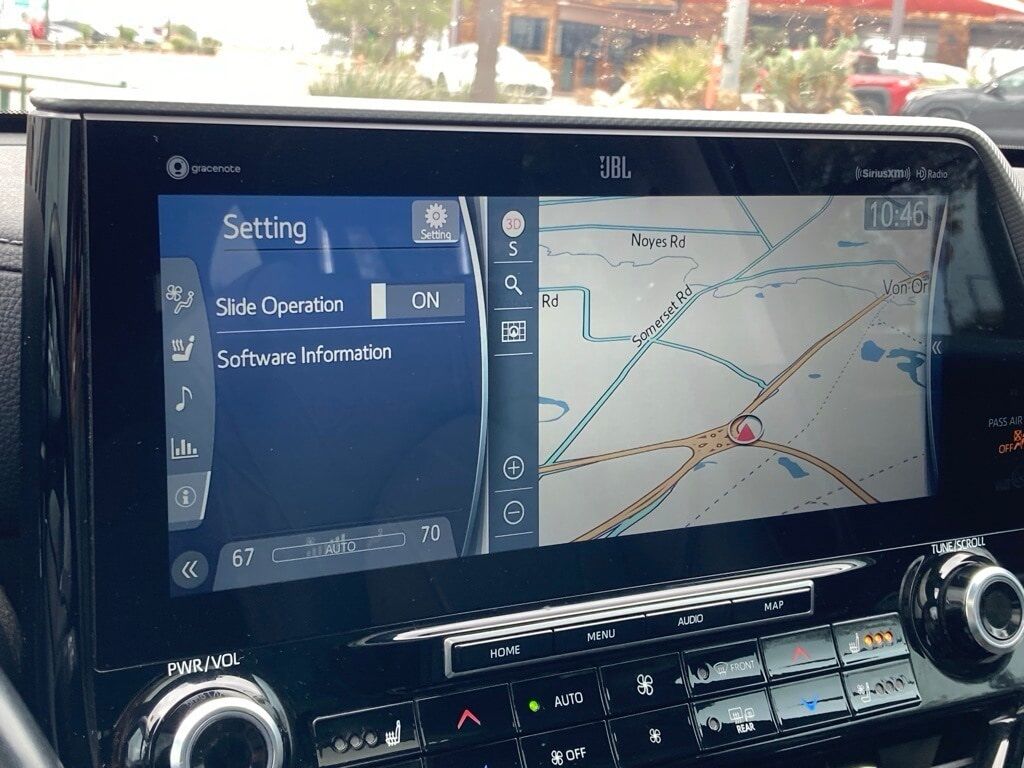 gracenote
JBL
SiriusXM HD Radio
Setting
Setting
Slide Operation ON
Software Information
67 AUTO 70
3D
S
Noyes Rd
10:46
Rd
Somerset Rd
Von Or
PASS AIR
OFF
TUNE/SCROLL
PWR/VOL
HOME MENU AUDIO MAP
AUTO
FRONT
OFF
REAR